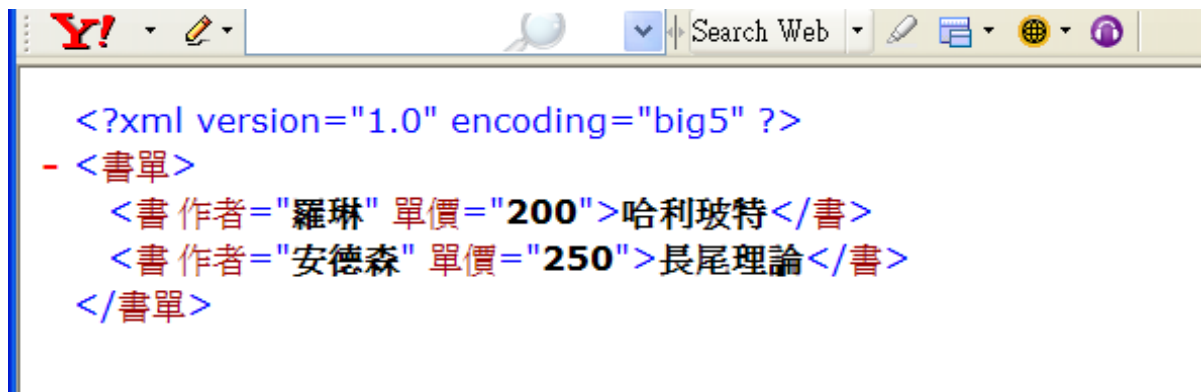 Y! Search Web
<?xml version="1.0" encoding="big5" ?>
- <書單>
<書 作者="羅琳" 單價="200">哈利玻特</書>
<書 作者="安德森" 單價="250">長尾理論</書>
</書單>